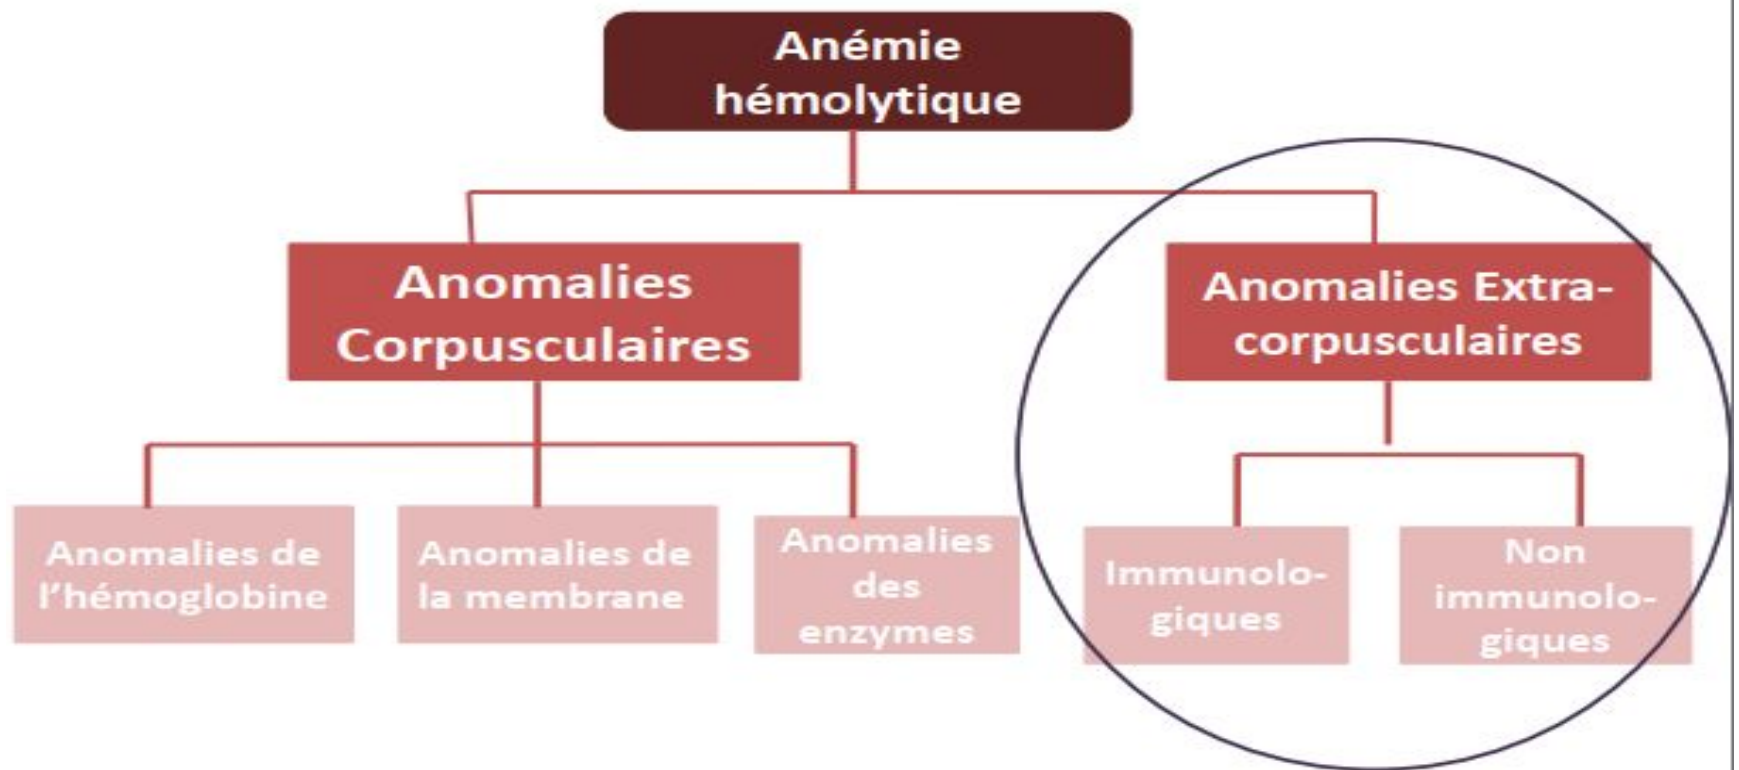 Anémie
hémolytique
Anomalies
Corpusculaires
Anomalies Extra-
corpusculaires
Anomalies de
l'hémoglobine
Anomalies de
la membrane
Anomalies
des
enzymes
Immunolo-
giques
Non
immunolo-
giques